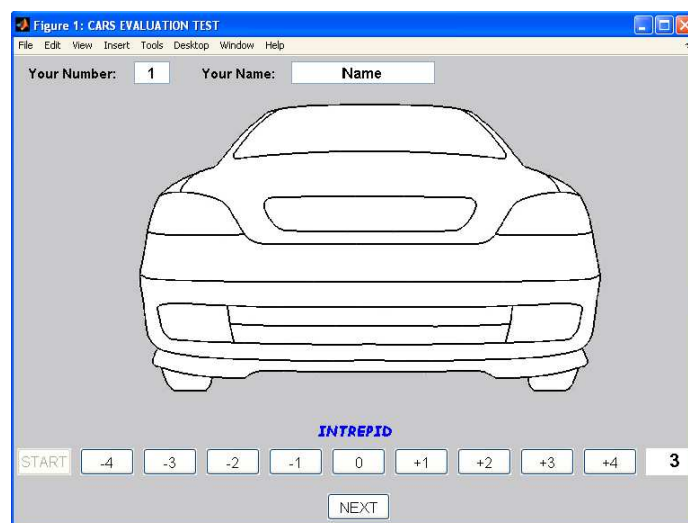 Figure 1: CARS EVALUATION TEST
File Edit View Insert Tools Desktop Window Help
Your Number: 1 Your Name: Name
INTREPID
START -4 -3 -2 -1 0 +1 +2 +3 +4 3
NEXT